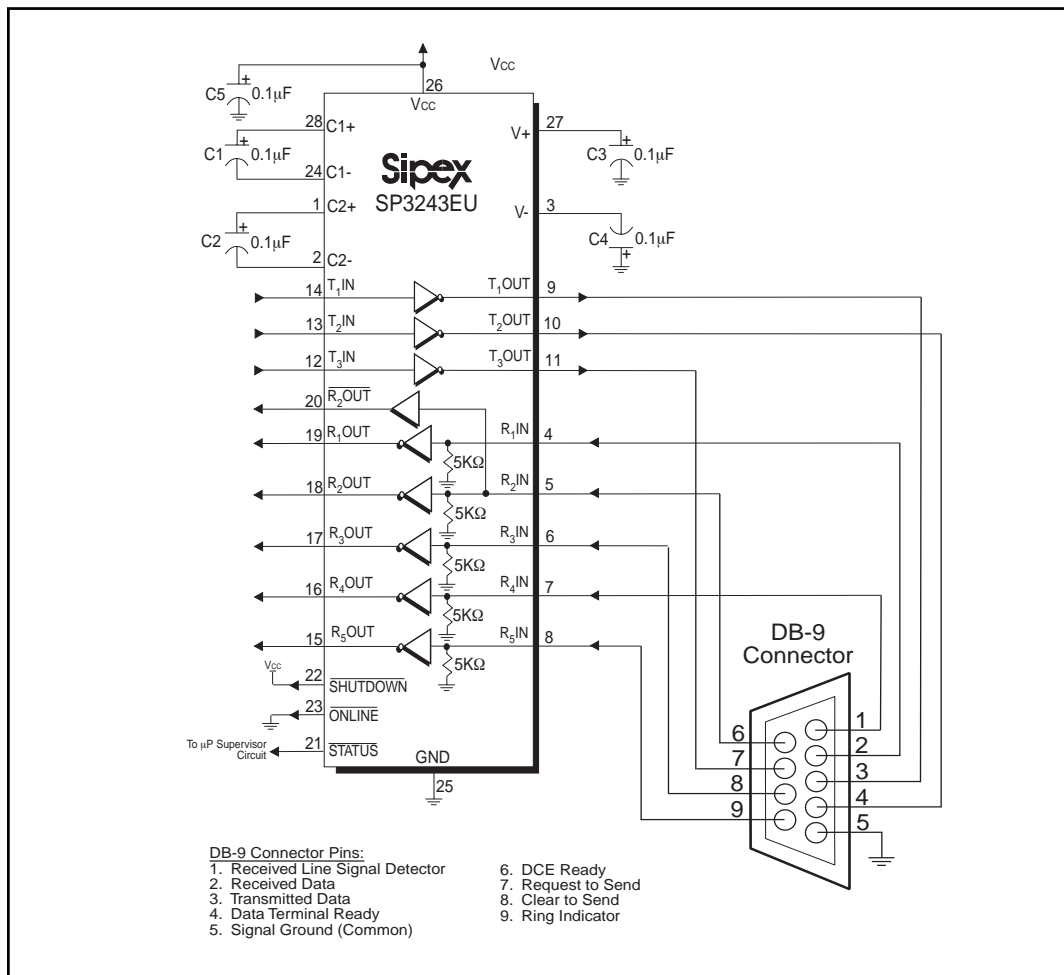 Vcc
26
Vcc
C5
+
0.1µF
28
C1+
C1
+
0.1µF
24
C1-
1
C2+
C2
+
0.1µF
2
C2-
Sipex
SP3243EU
V+
27
C3
+
0.1µF
V-
3
C4
0.1µF
+
14
T1IN
T1OUT
9
13
T2IN
T2OUT
10
12
T3IN
T3OUT
11
20
R2OUT
19
R1OUT
R1IN
4
5KΩ
18
R2OUT
R2IN
5
5KΩ
17
R3OUT
R3IN
6
5KΩ
16
R4OUT
R4IN
7
5KΩ
15
R5OUT
R5IN
8
5KΩ
Vcc
22
SHUTDOWN
23
ONLINE
To µP Supervisor
Circuit
21
STATUS
GND
25
DB-9
Connector
6
7
8
9
1
2
3
4
5
DB-9 Connector Pins:
1. Received Line Signal Detector
2. Received Data
3. Transmitted Data
4. Data Terminal Ready
5. Signal Ground (Common)
6. DCE Ready
7. Request to Send
8. Clear to Send
9. Ring Indicator